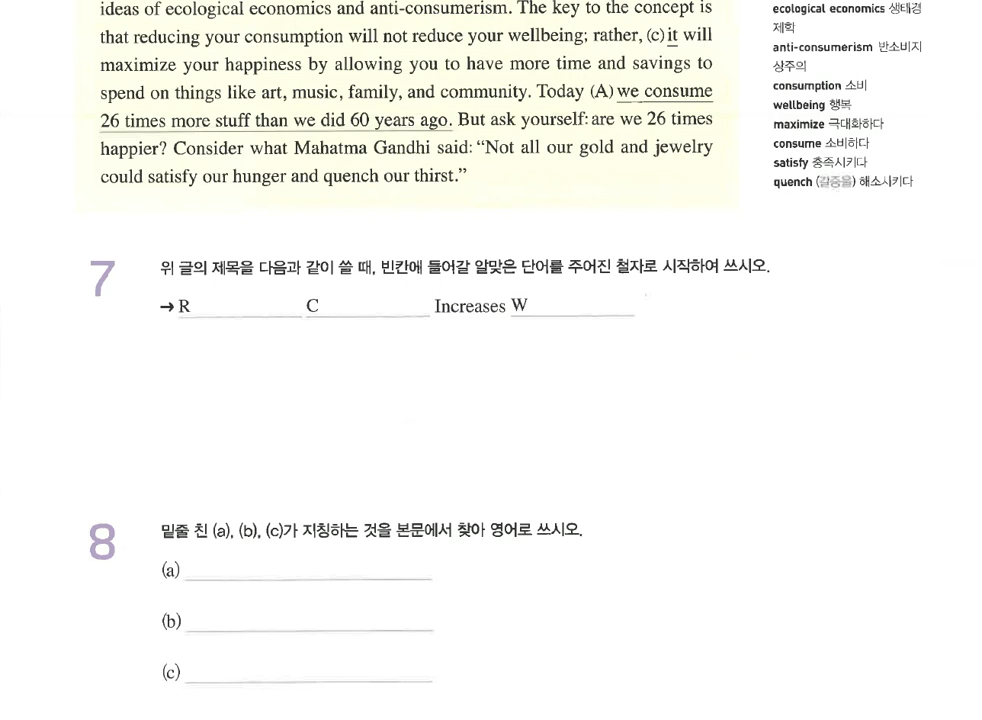 ideas of ecological economics and anti-consumerism. The key to the concept is
that reducing your consumption will not reduce your wellbeing; rather, (c) it will
maximize your happiness by allowing you to have more time and savings to
spend on things like art, music, family, and community. Today (A) we consume
26 times more stuff than we did 60 years ago. But ask yourself: are we 26 times
happier? Consider what Mahatma Gandhi said: “Not all our gold and jewelry
could satisfy our hunger and quench our thirst.”
ecological economics 생태경
제학
anti-consumerism 반소비지
상주의
consumption 소비
wellbeing 행복
maximize 극대화하다
consume 소비하다
satisfy 충족시키다
quench (갈증을) 해소시키다
7
위 글의 제목을 다음과 같이 쓸 때, 빈칸에 들어갈 알맞은 단어를 주어진 철자로 시작하여 쓰시오.
→ R C Increases W
8
밑줄 친 (a), (b), (c)가 지칭하는 것을 본문에서 찾아 영어로 쓰시오.
(a)
(b)
(c)